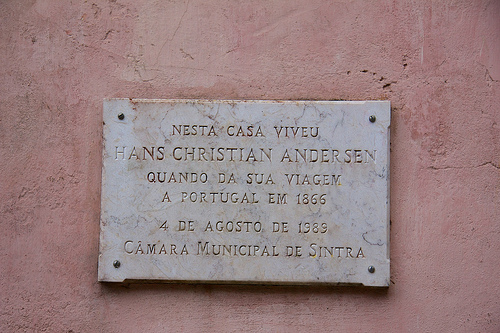 NESTA CASA VIVEU
HANS CHRISTIAN ANDERSEN
QUANDO DA SUA VIAGEM
A PORTUGAL EM 1866
4 DE AGOSTO DE 1989
CÂMARA MUNICIPAL DE SINTRA